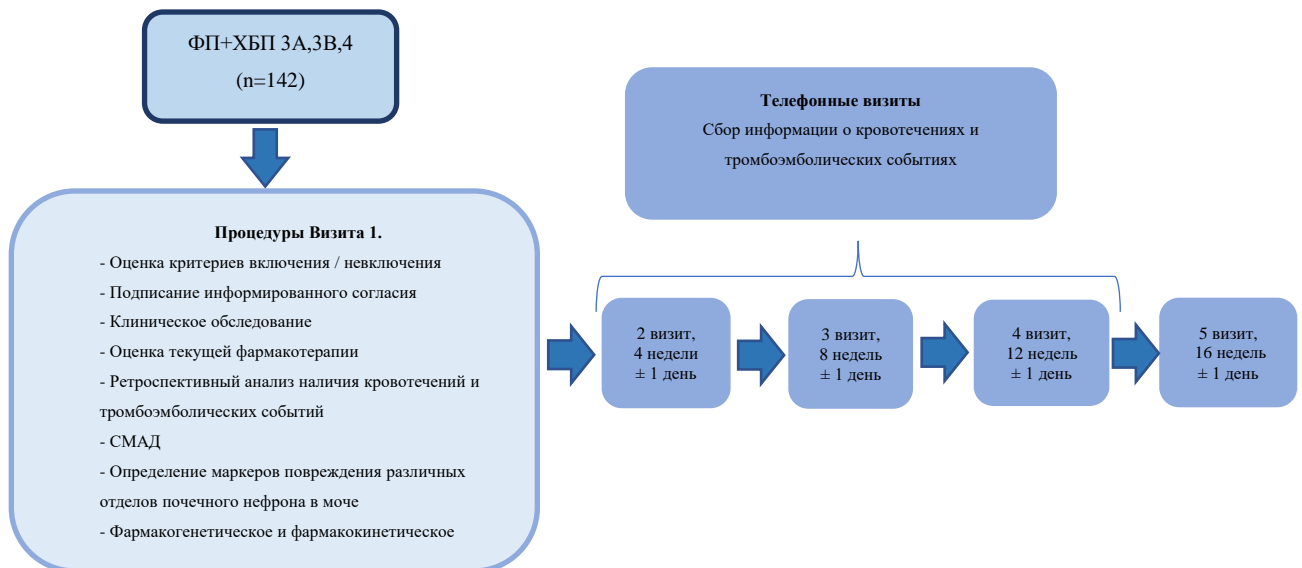 ФП+ХБП 3А,3В,4
(n=142)
Процедуры Визита 1.
- Оценка критериев включения / невключения
- Подписание информированного согласия
- Клиническое обследование
- Оценка текущей фармакотерапии
- Ретроспективный анализ наличия кровотечений и
тромбоэмболических событий
- СМАД
- Определение маркеров повреждения различных
отделов почечного нефрона в моче
- Фармакогенетическое и фармакокинетическое
Телефонные визиты
Сбор информации о кровотечениях и
тромбоэмболических событиях
2 визит,
4 недели
± 1 день
3 визит,
8 недель
± 1 день
4 визит,
12 недель
± 1 день
5 визит,
16 недель
± 1 день